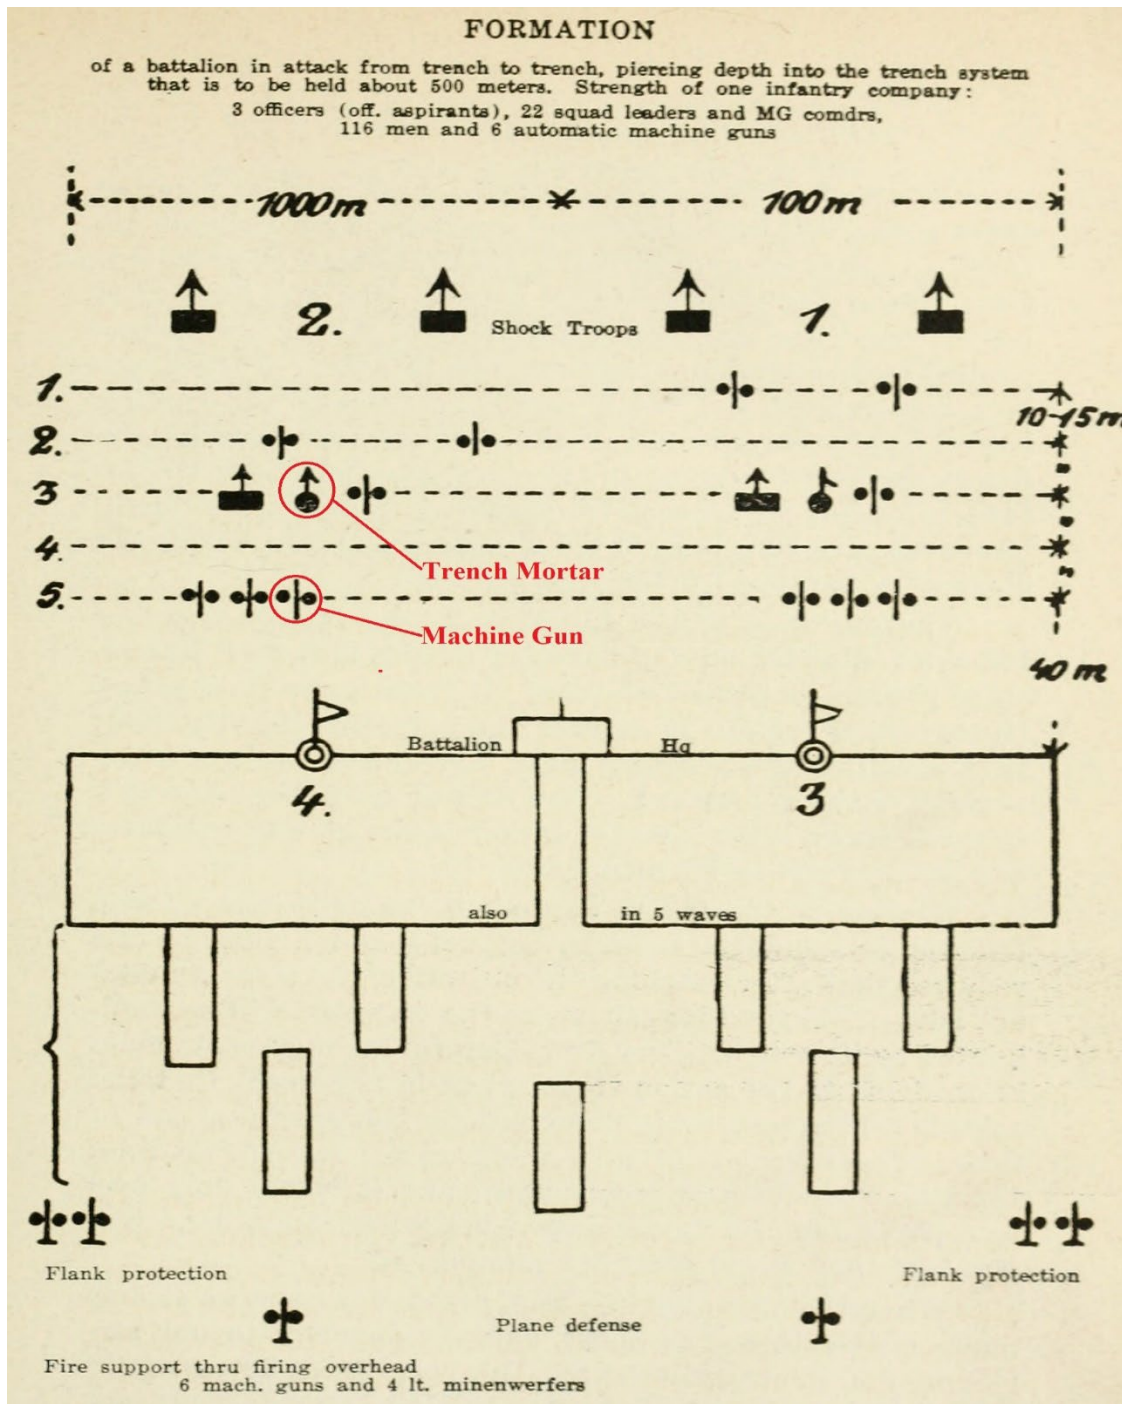 FORMATION
of a battalion in attack from trench to trench, piercing depth into the trench system
that is to be held about 500 meters. Strength of one infantry company:
3 officers (off. aspirants), 22 squad leaders and MG comdrs,
116 men and 6 automatic machine guns
1000m 100m
2. Shock Troops 1.
1.
10-15m
2.
3
4.
Trench Mortar
5.
Machine Gun
40 m
Battalion Hq
4. 3
also in 5 waves
Flank protection Flank protection
Plane defense
Fire support thru firing overhead
6 mach. guns and 4 lt. minenwerfers